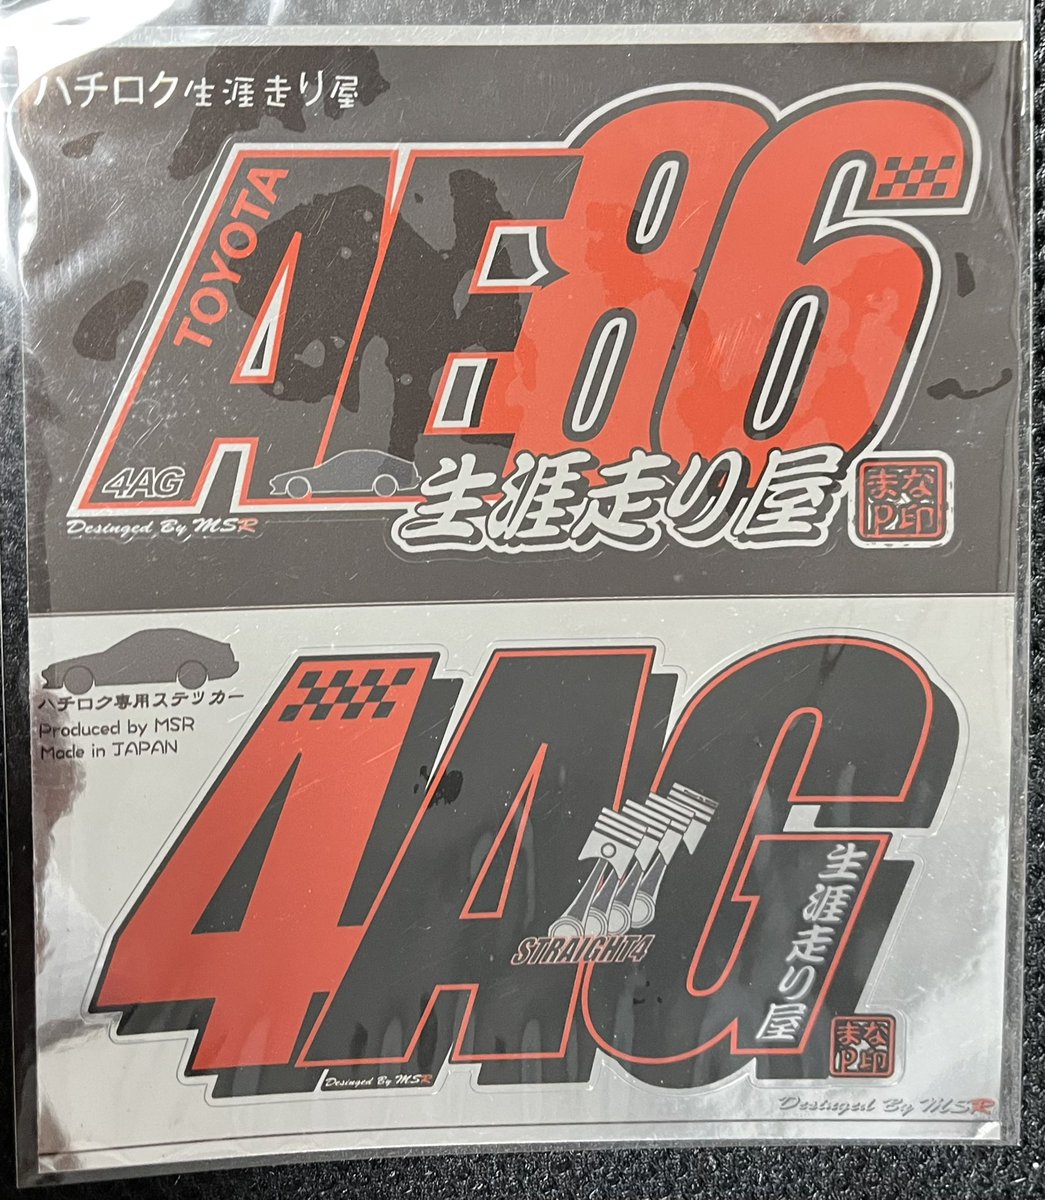 ハチロク生涯走り屋
AE86
TOYOTA
4AG
Desinged By MSR
生涯走り屋
まな
P印
ハチロク専用ステッカー
Produced by MSR
Made in JAPAN
4AG
STRAIGHT4
生涯走り屋
まな
P印
Desinged By MSR
Desinged By MSR